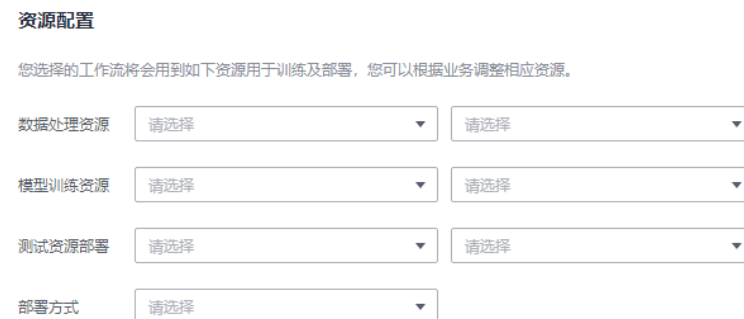 资源配置
您选择的工作流将会用到如下资源用于训练及部署，您可以根据业务调整相应资源。
数据处理资源 请选择 请选择
模型训练资源 请选择 请选择
测试资源部署 请选择 请选择
部署方式 请选择